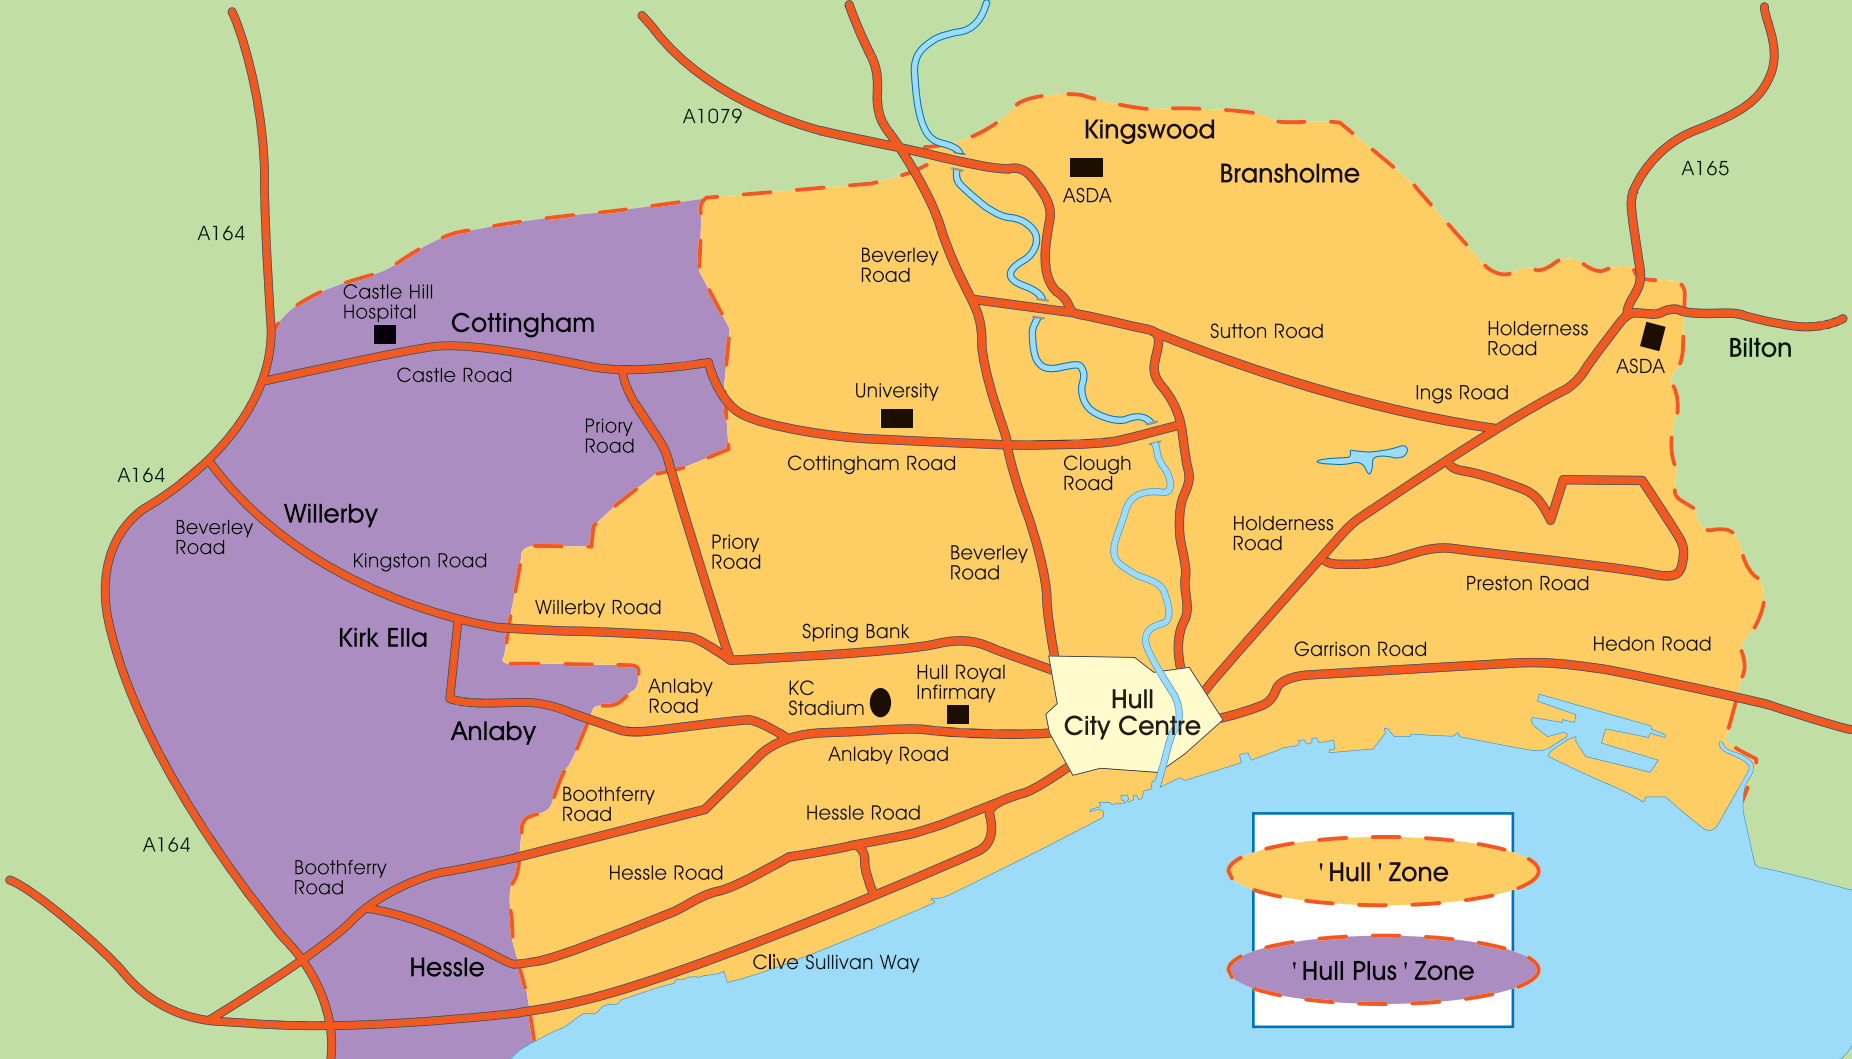 A1079
Kingswood
Bransholme
A165
ASDA
A164
Beverley
Road
Castle Hill
Hospital
Cottingham
Sutton Road
Holderness
Road
Bilton
ASDA
Castle Road
University
Ings Road
Priory
Road
Cottingham Road
Clough
Road
A164
Willerby
Beverley
Road
Kingston Road
Priory
Road
Beverley
Road
Holderness
Road
Preston Road
Willerby Road
Kirk Ella
Spring Bank
Garrison Road
Hedon Road
Anlaby
Road
KC
Stadium
Hull Royal
Infirmary
Hull
City Centre
Anlaby
Anlaby Road
Boothferry
Road
Hessle Road
A164
Boothferry
Road
Hessle Road
Hessle
Clive Sullivan Way
' Hull ' Zone
' Hull Plus ' Zone